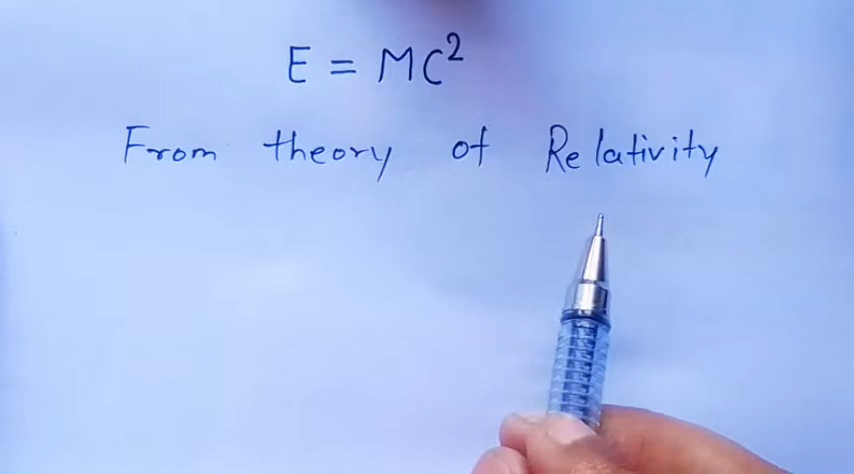 E = MC²
From theory of Relativity